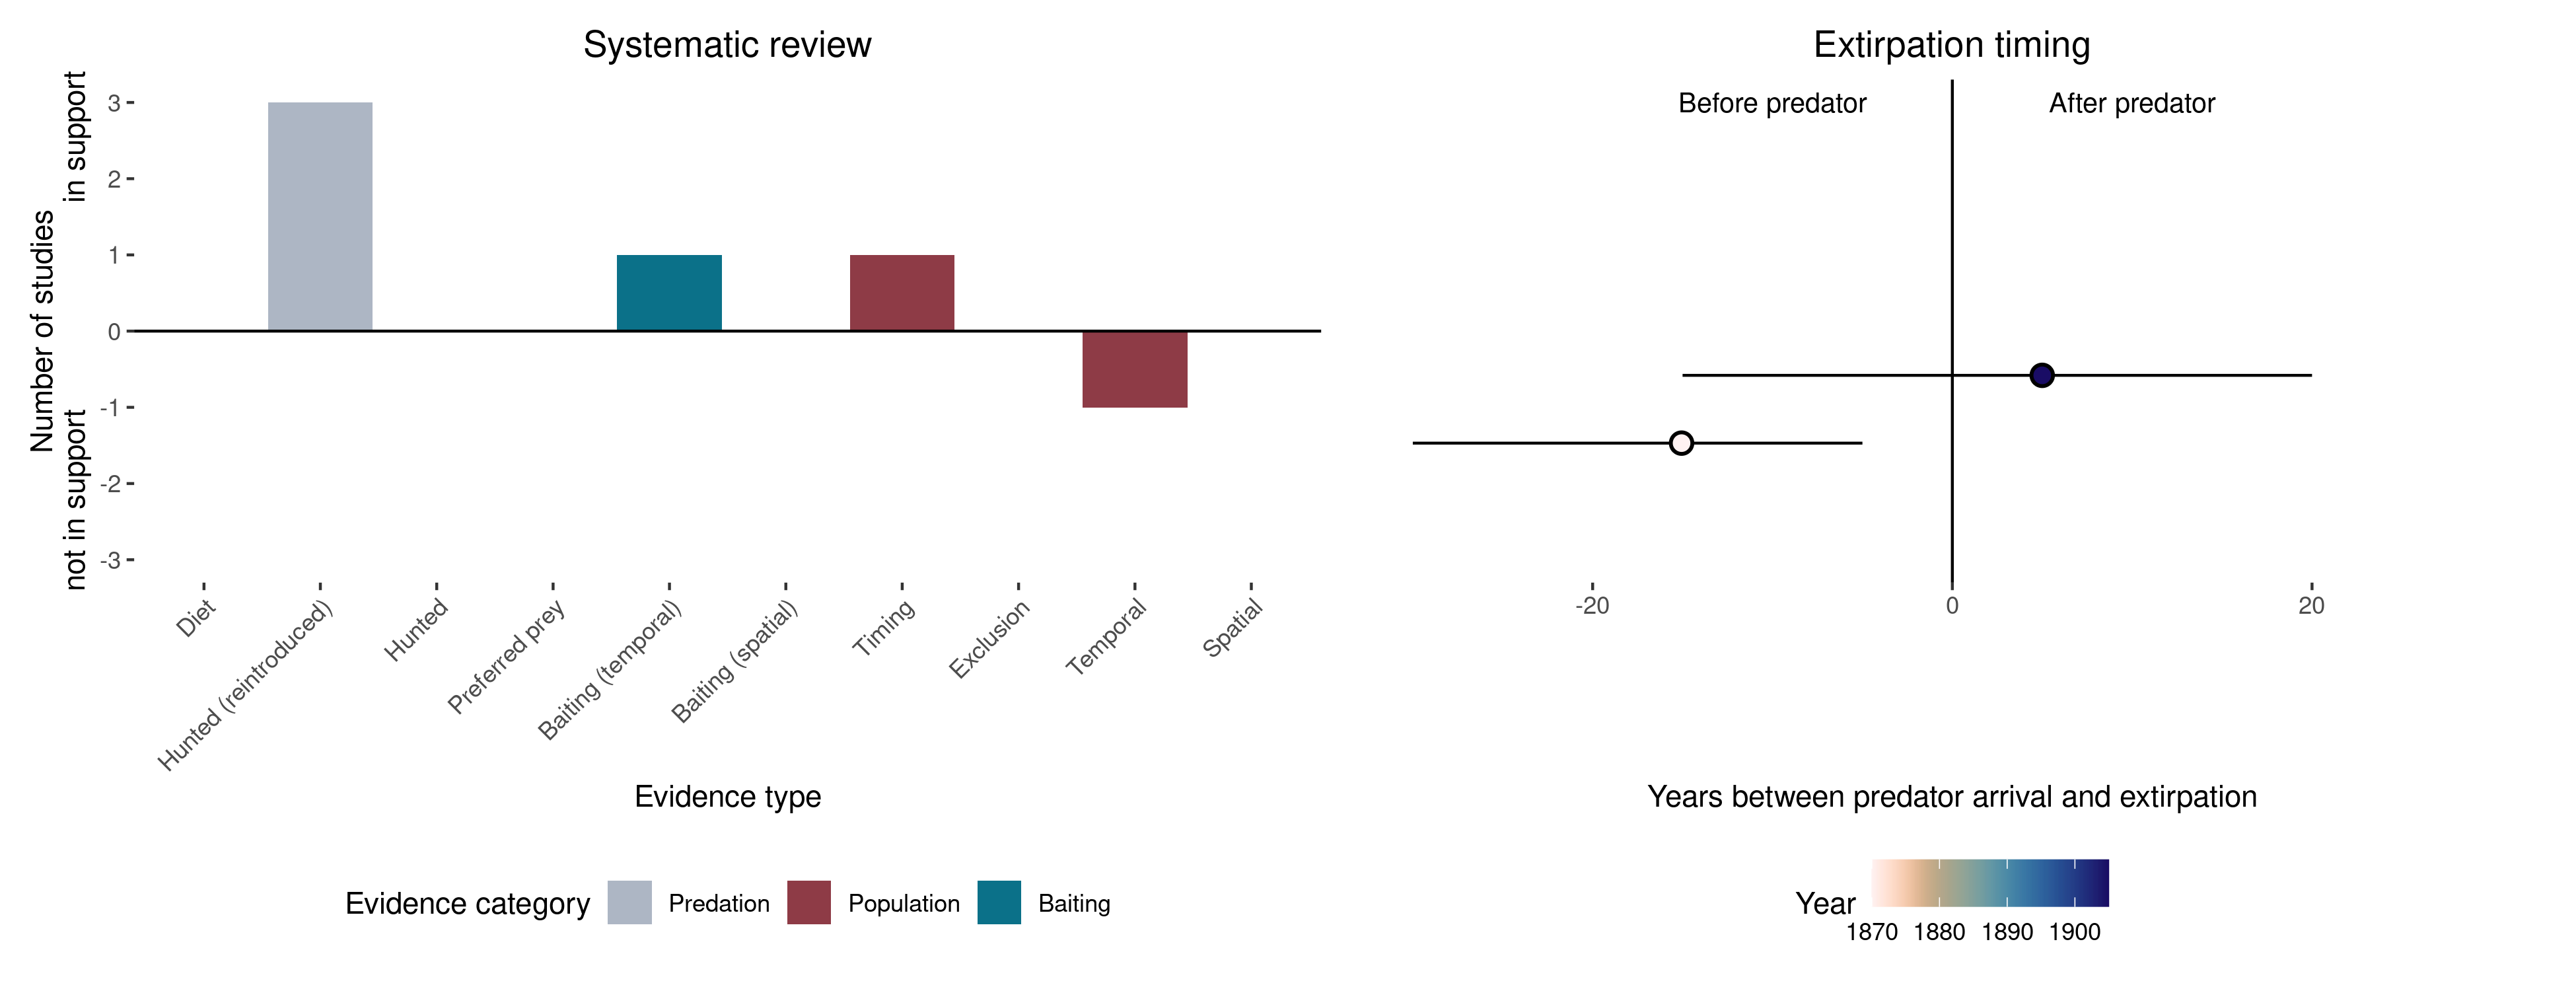 Systematic review
Number of studies
not in support
in support
3
2
1
0
-1
-2
-3
Diet
Hunted (reintroduced)
Hunted
Preferred prey
Baiting (temporal)
Baiting (spatial)
Timing
Exclusion
Temporal
Spatial
Evidence type
Evidence category
Predation
Population
Baiting
Extirpation timing
Before predator
After predator
-20
0
20
Years between predator arrival and extirpation
Year
1870
1880
1890
1900